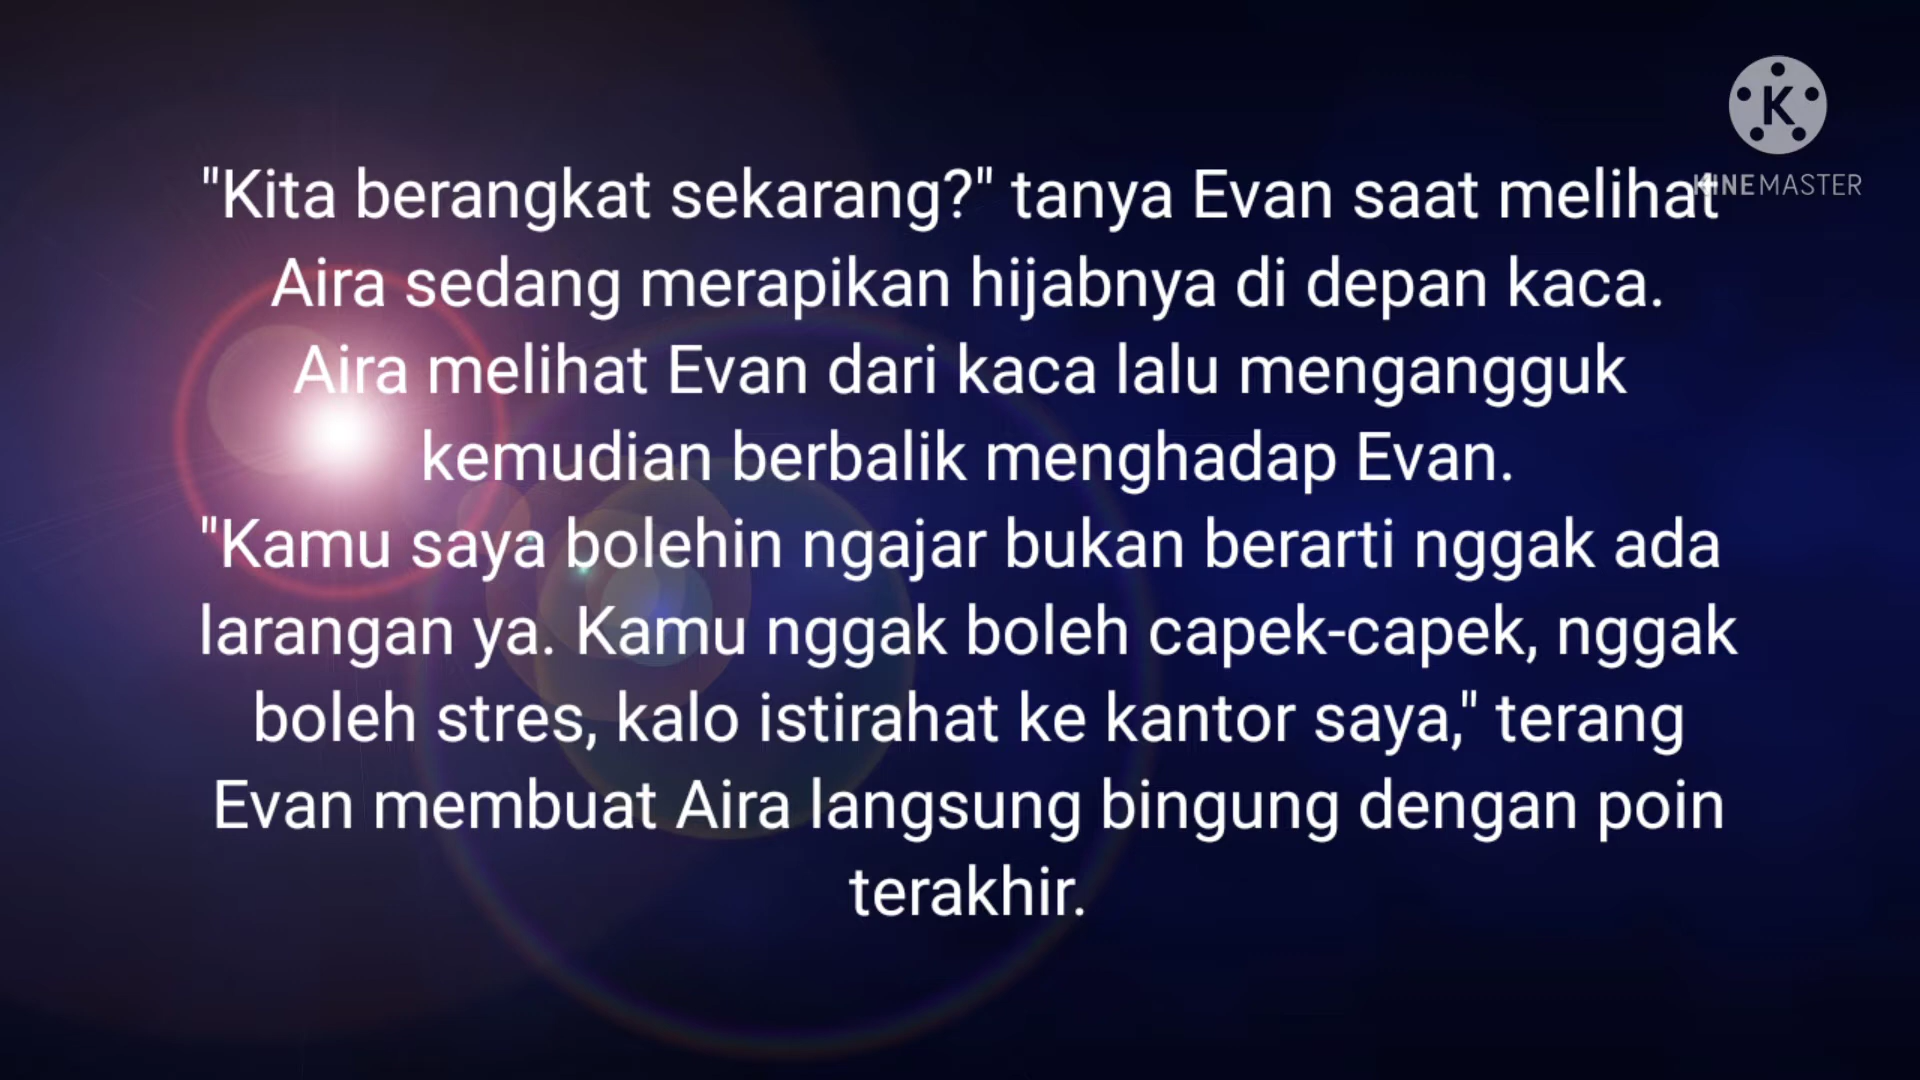 K
KINEMASTER
"Kita berangkat sekarang?" tanya Evan saat melihat
Aira sedang merapikan hijabnya di depan kaca.
Aira melihat Evan dari kaca lalu mengangguk
kemudian berbalik menghadap Evan.
"Kamu saya bolehin ngajar bukan berarti nggak ada
larangan ya. Kamu nggak boleh capek-capek, nggak
boleh stres, kalo istirahat ke kantor saya," terang
Evan membuat Aira langsung bingung dengan poin
terakhir.